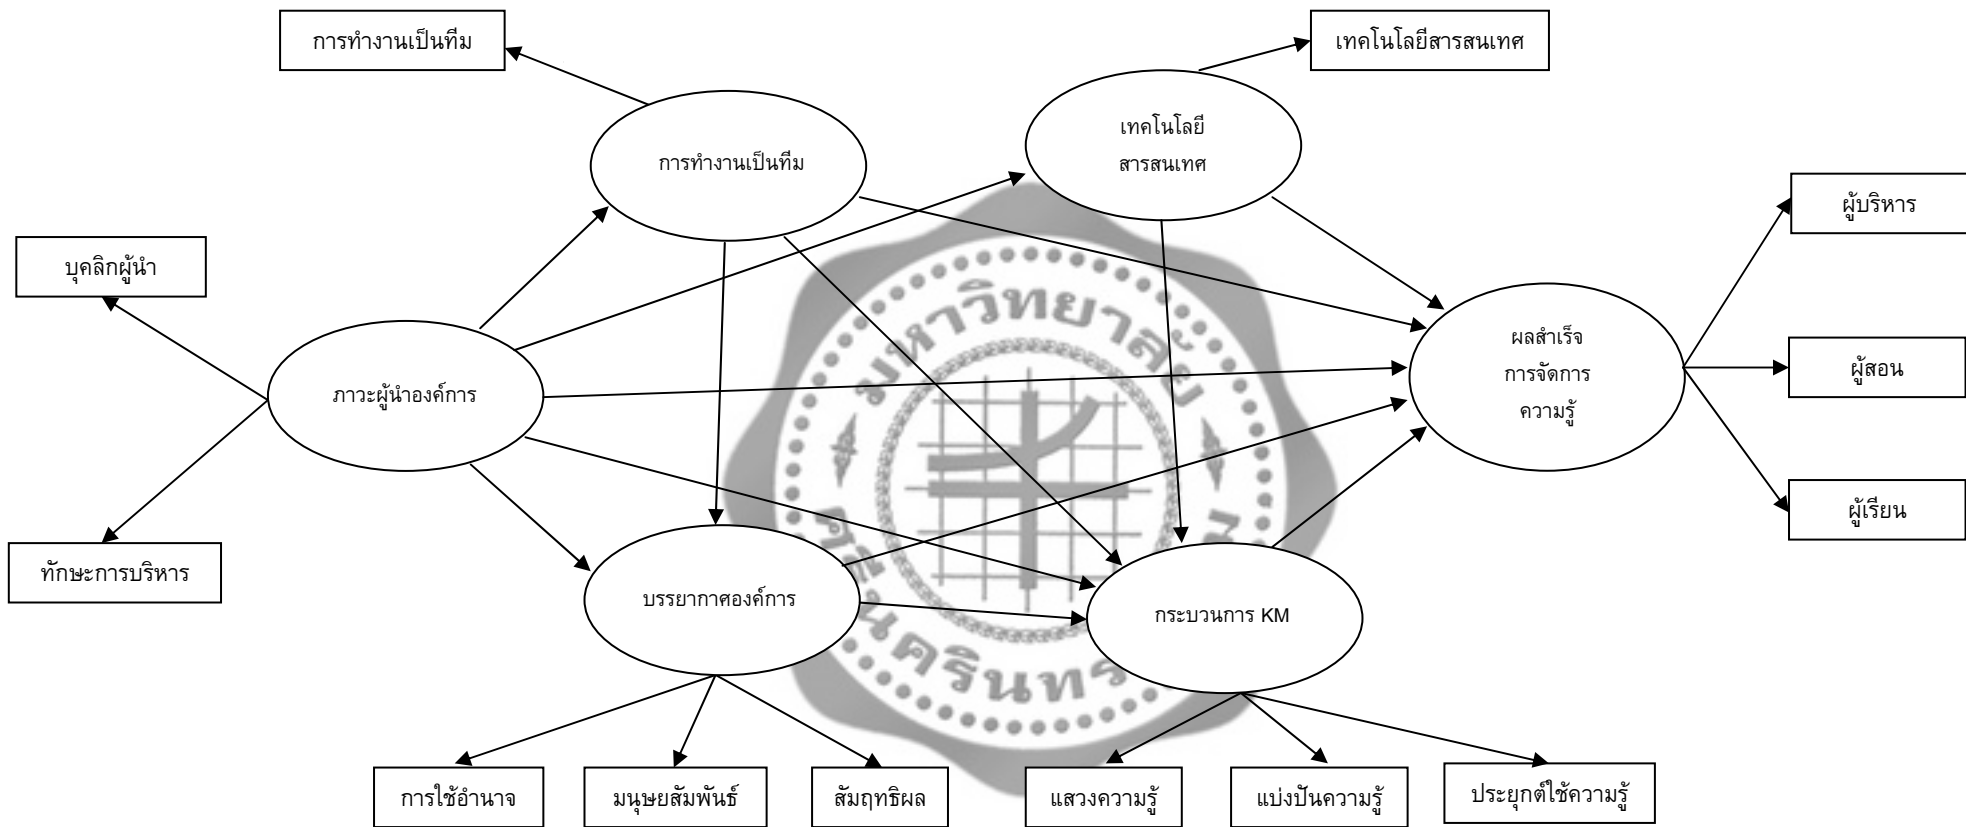 การทำงานเป็นทีม
เทคโนโลยีสารสนเทศ
การทำงานเป็นทีม
เทคโนโลยี
สารสนเทศ
ผู้บริหาร
บุคลิกผู้นำ
ภาวะผู้นำองค์การ
ผลสำเร็จ
การจัดการ
ความรู้
ผู้สอน
ผู้เรียน
ทักษะการบริหาร
บรรยากาศองค์การ
กระบวนการ KM
การใช้อำนาจ
มนุษยสัมพันธ์
สัมฤทธิผล
แสวงความรู้
แบ่งปันความรู้
ประยุกต์ใช้ความรู้
มหาวิทยาลัย